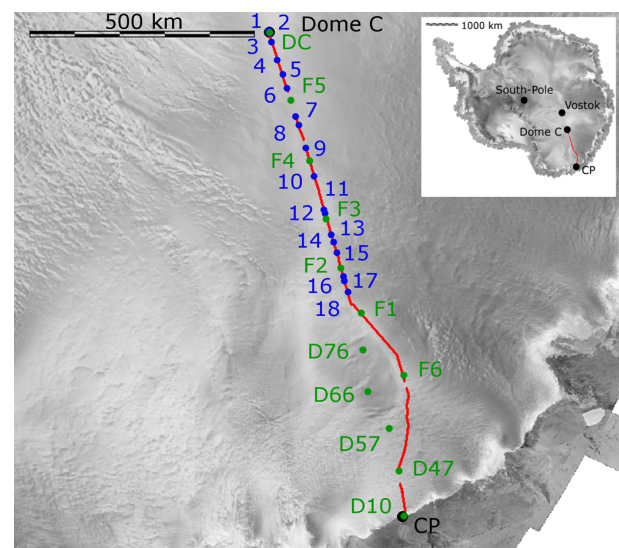 500 km
1 2 Dome C
3 DC
4 5
6 F5
7
8
9
F4
10 11
12 F3
13
14
15
F2
16 17
18
F1
D76
F6
D66
D57
D47
D10
CP
1000 km
South-Pole
Vostok
Dome C
CP